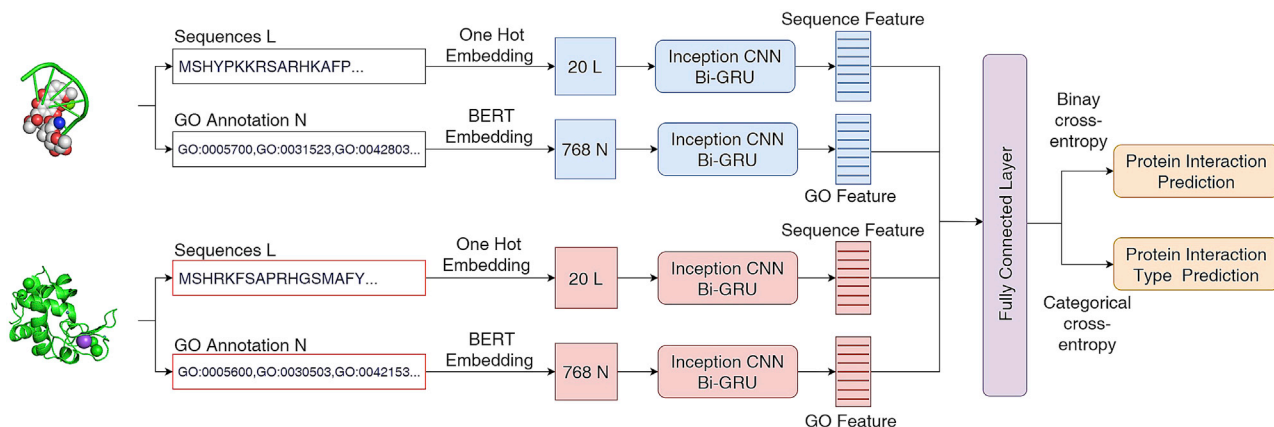 Sequences L
MSHYPKKRSARHKAFP...
One Hot
Embedding
20 L
Inception CNN
Bi-GRU
Sequence Feature
GO Annotation N
GO:0005700,GO:0031523,GO:0042803...
BERT
Embedding
768 N
Inception CNN
Bi-GRU
GO Feature
Sequences L
MSHRKFSAPRHGSMAFY...
One Hot
Embedding
20 L
Inception CNN
Bi-GRU
Sequence Feature
GO Annotation N
GO:0005600,GO:0030503,GO:0042153...
BERT
Embedding
768 N
Inception CNN
Bi-GRU
GO Feature
Fully Connected Layer
Binay
cross-
entropy
Protein Interaction
Prediction
Protein Interaction
Type Prediction
Categorical
cross-
entropy